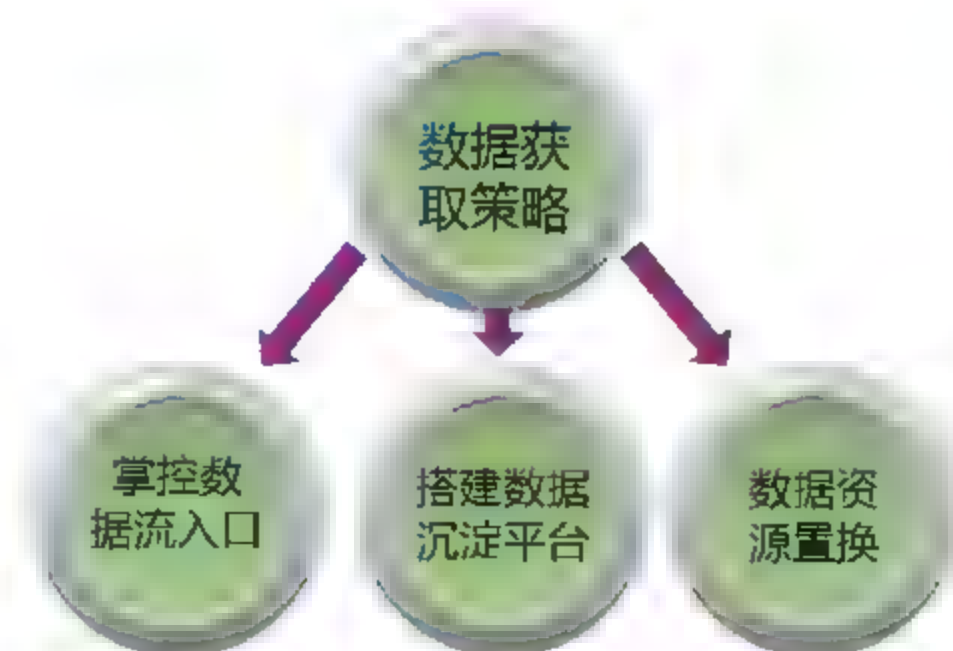 数据获
取策略
掌控数
据流入口
搭建数据
沉淀平台
数据资
源置换